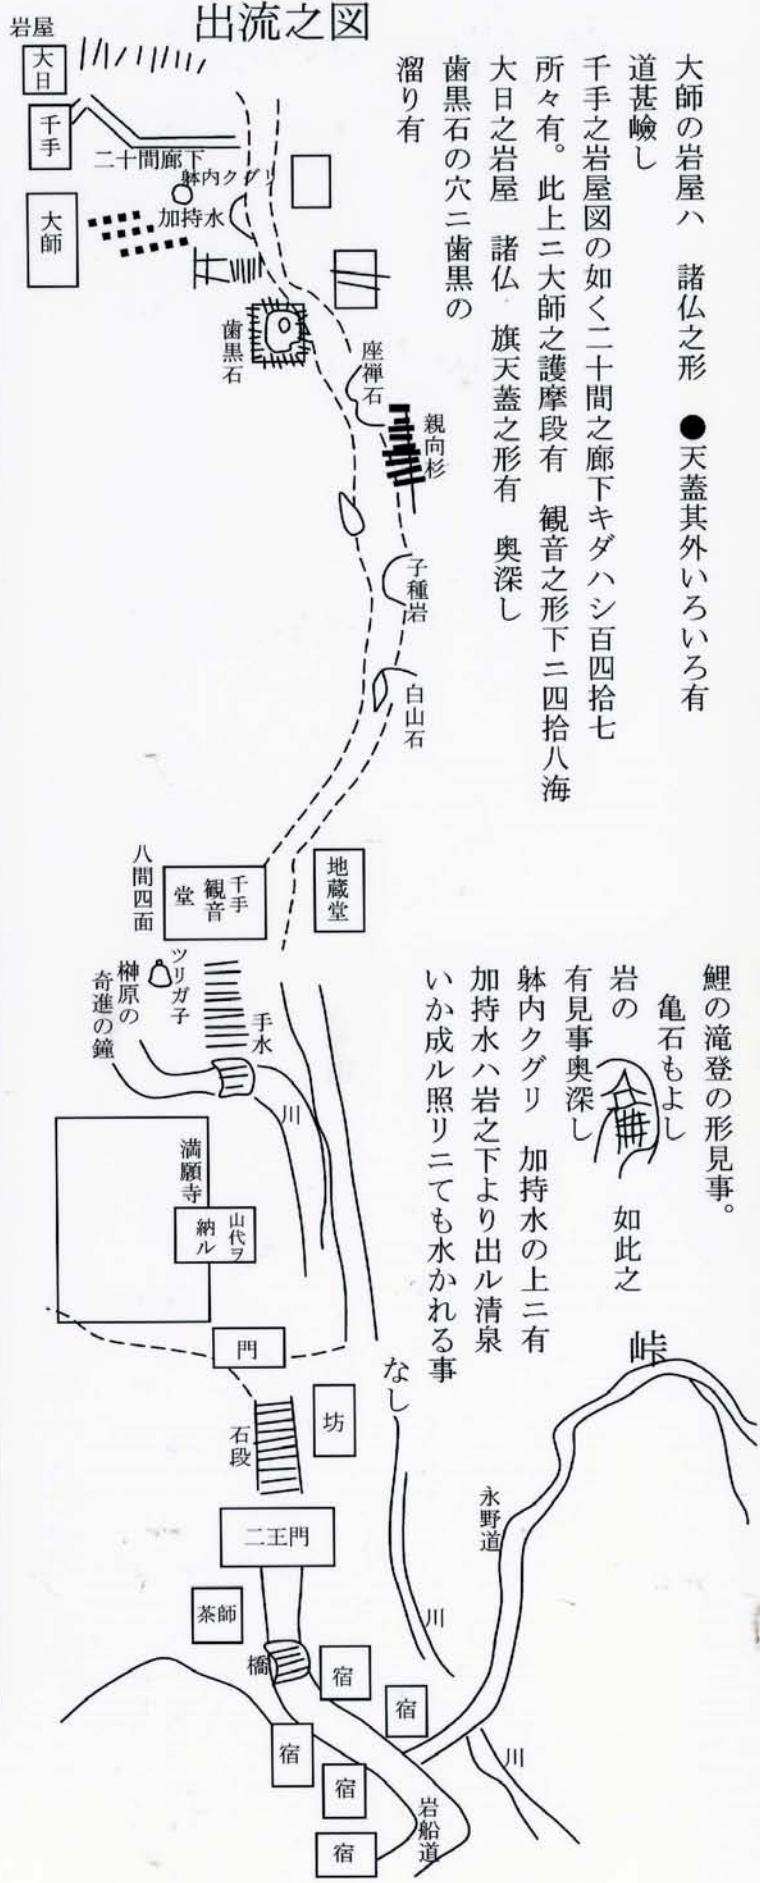 出流之図
大師の岩屋ハ 諸仏之形 ●天蓋其外いろいろ有
道甚嶮し
千手之岩屋図の如く二十間之廊下キダハシ百四拾七
所々有。此上ニ大師之護摩段有 観音之形下ニ四拾八海
大日之岩屋 諸仏 旗天蓋之形有 奥深し
歯黒石の穴ニ歯黒の
溜り有
岩屋
大日
千手
大師
二十間廊下
躰内クグリ
加持水
歯黒石
座禅石
親向杉
子種岩
白山石
地蔵堂
千手
観音
堂
八間四面
ツリガ子
榊原の
奇進の鐘
手水
川
鯉の滝登の形見事。
亀石もよし
岩の 如此之
有見事奥深し
躰内クグリ 加持水の上ニ有
加持水ハ岩之下より出ル清泉
いか成ル照リニても水かれる事
なし
満願寺
山代ヲ
納ル
門
石段
坊
二王門
茶師
橋
宿
宿
宿
宿
宿
峠
永野道
川
川
岩船道